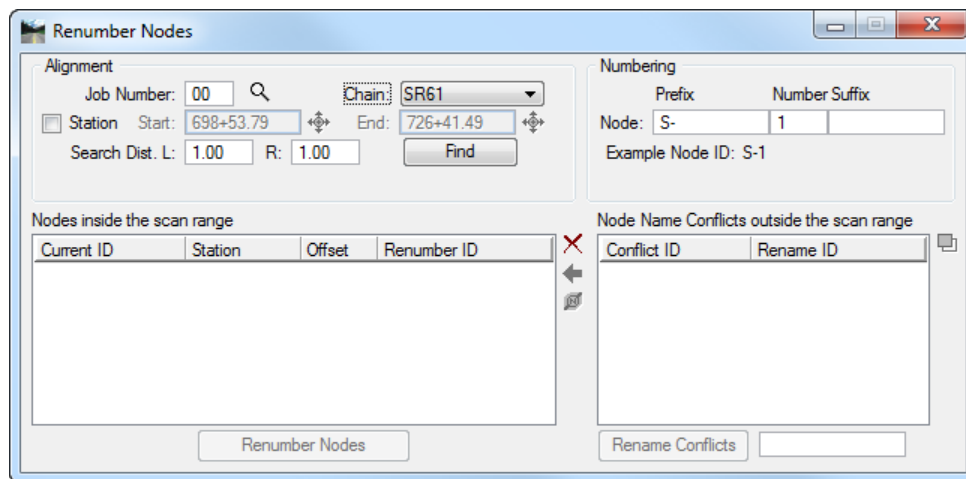 Renumber Nodes
Alignment
Job Number: 00 Chain: SR61
Station Start: 698+53.79 End: 726+41.49
Search Dist. L: 1.00 R: 1.00 Find
Numbering
Prefix Number Suffix
Node: S- 1
Example Node ID: S-1
Nodes inside the scan range
Current ID Station Offset Renumber ID
Renumber Nodes
Node Name Conflicts outside the scan range
Conflict ID Rename ID
Rename Conflicts